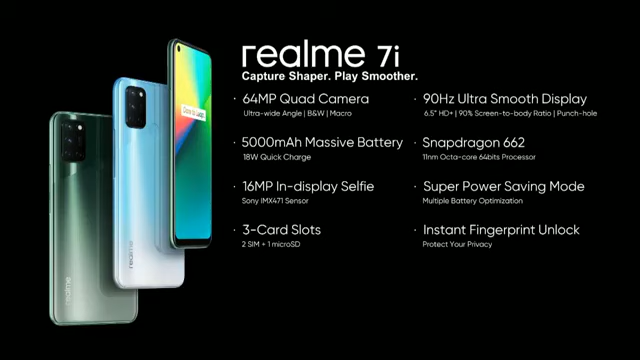 realme 7i
Capture Shaper. Play Smoother.
· 64MP Quad Camera
Ultra-wide Angle | B&W | Macro
· 5000mAh Massive Battery
18W Quick Charge
· 16MP In-display Selfie
Sony IMX471 Sensor
· 3-Card Slots
2 SIM + 1 microSD
· 90Hz Ultra Smooth Display
6.5" HD+ | 90% Screen-to-body Ratio | Punch-hole
· Snapdragon 662
11nm Octa-core 64bits Processor
· Super Power Saving Mode
Multiple Battery Optimization
· Instant Fingerprint Unlock
Protect Your Privacy
realme
realme
Dare to Leap